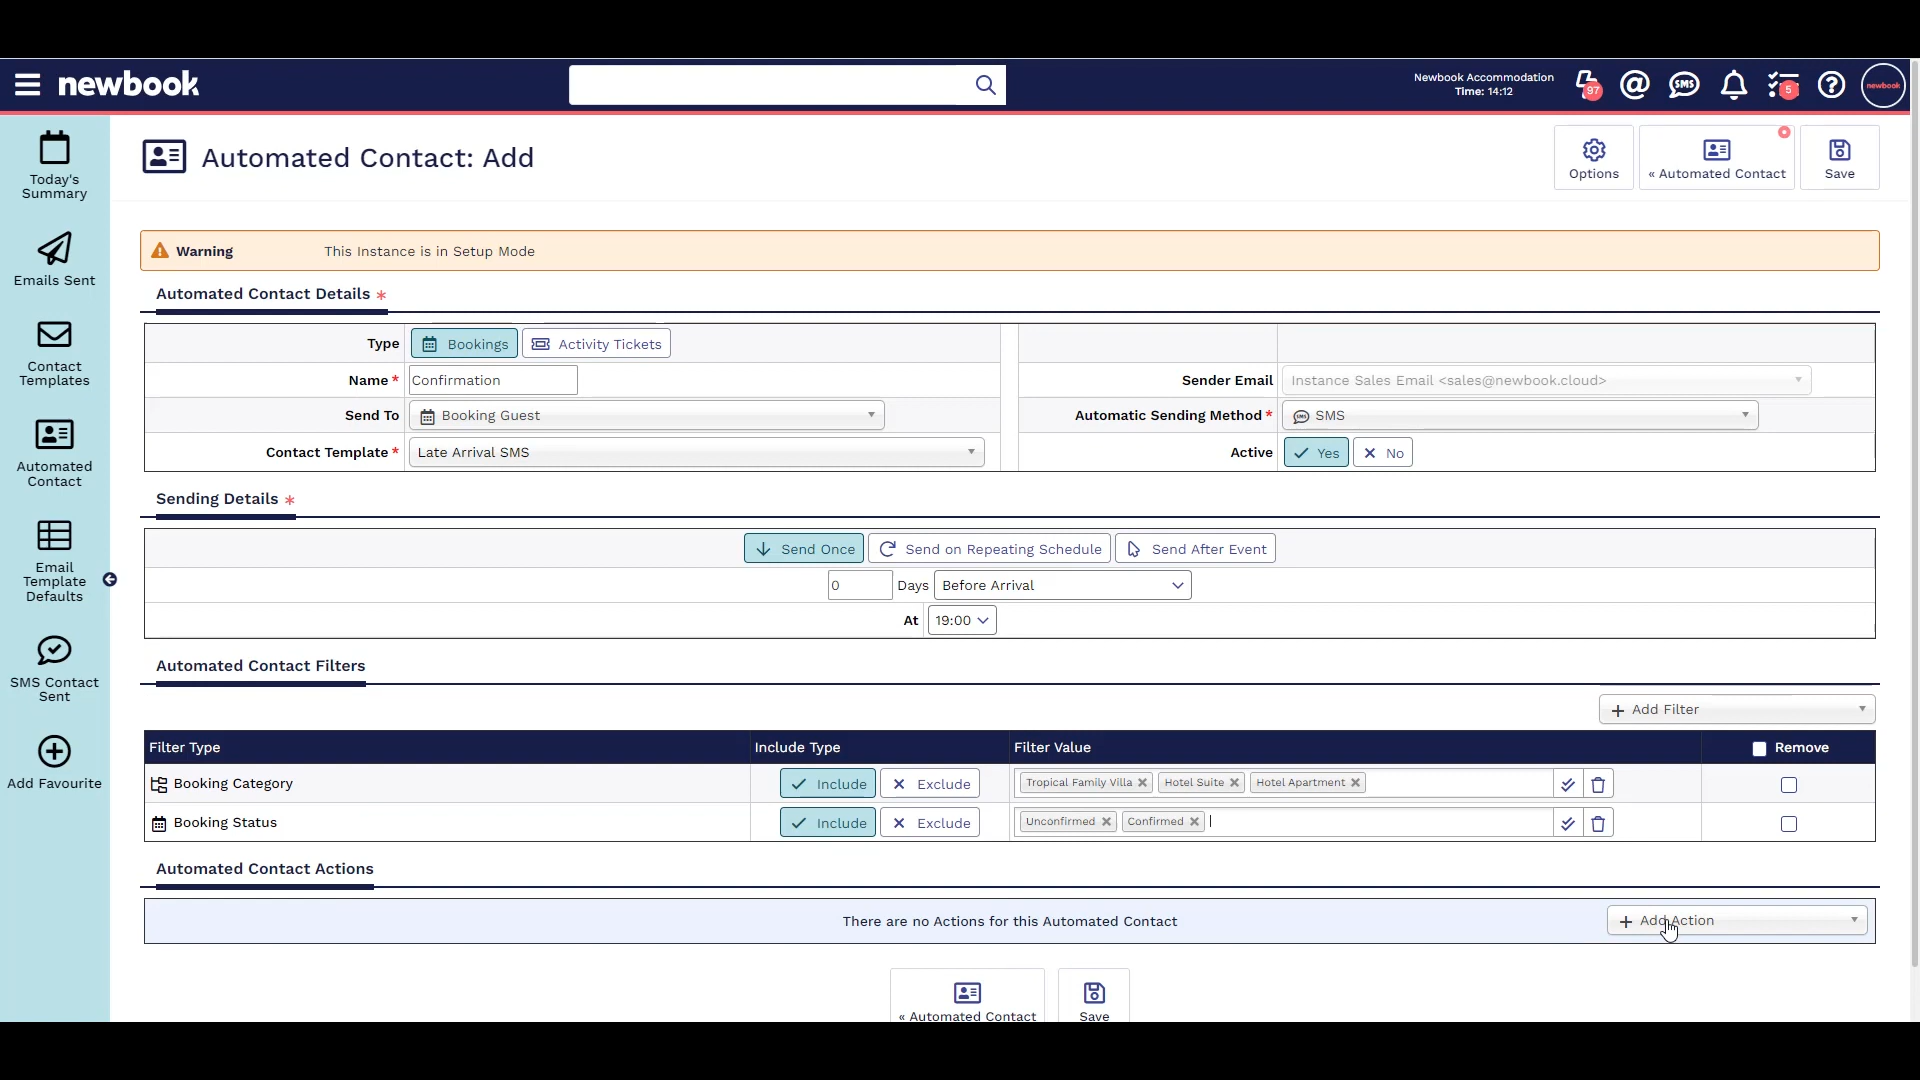 newbook
Newbook Accommodation
Time: 14:12
97
@
SMS
5
?
newbook
Today's
Summary
Emails Sent
Contact
Templates
Automated
Contact
Email
Template
Defaults
SMS Contact
Sent
Add Favourite
Automated Contact: Add
Options
« Automated Contact
Save
Warning This Instance is in Setup Mode
Automated Contact Details *
Type Bookings Activity Tickets
Name * Confirmation Sender Email Instance Sales Email <sales@newbook.cloud>
Send To Booking Guest Automatic Sending Method * SMS SMS
Contact Template * Late Arrival SMS Active Yes No
Sending Details *
Send Once Send on Repeating Schedule Send After Event
0 Days Before Arrival
At 19:00
Automated Contact Filters
+ Add Filter
Filter Type Include Type Filter Value Remove
Booking Category Include Exclude Tropical Family Villa Hotel Suite Hotel Apartment
Booking Status Include Exclude Unconfirmed Confirmed
Automated Contact Actions
There are no Actions for this Automated Contact + Add Action
« Automated Contact Save